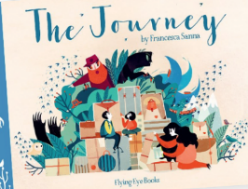 The Journey
by Francesca Sanna
Flying Eye Books